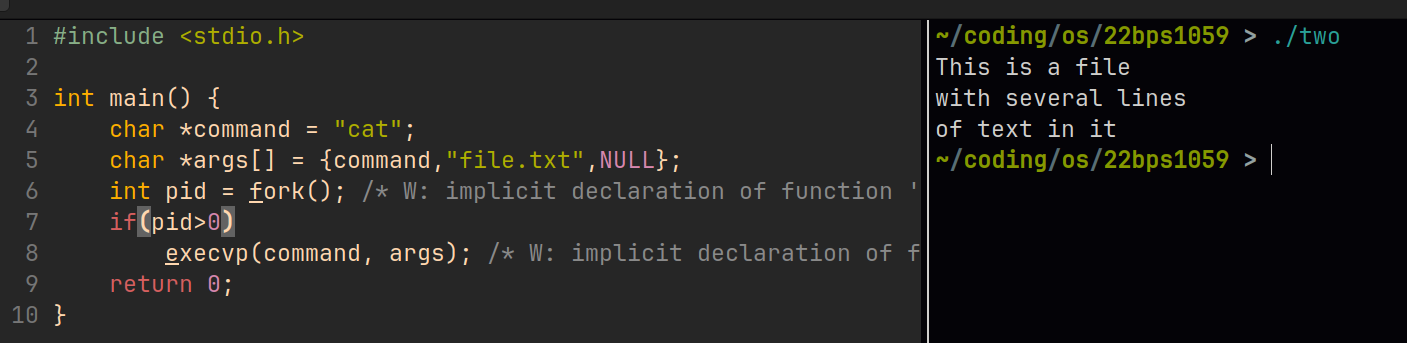 1 #include <stdio.h>
2
3 int main() {
4     char *command = "cat";
5     char *args[] = {command,"file.txt",NULL};
6     int pid = fork(); /* W: implicit declaration of function '
7     if(pid>0)
8         execvp(command, args); /* W: implicit declaration of f
9     return 0;
10 }
~/coding/os/22bps1059 > ./two
This is a file
with several lines
of text in it
~/coding/os/22bps1059 >